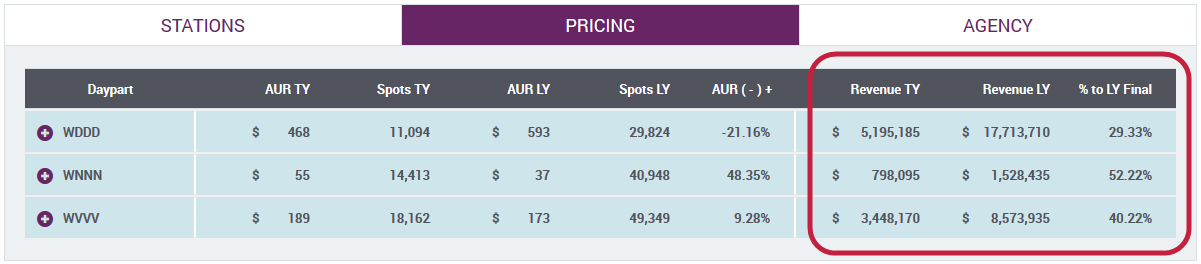 STATIONS PRICING AGENCY
Daypart AUR TY Spots TY AUR LY Spots LY AUR ( - ) + Revenue TY Revenue LY % to LY Final
WDDD $ 468 11,094 $ 593 29,824 -21.16% $ 5,195,185 $ 17,713,710 29.33%
WNNN $ 55 14,413 $ 37 40,948 48.35% $ 798,095 $ 1,528,435 52.22%
WVVV $ 189 18,162 $ 173 49,349 9.28% $ 3,448,170 $ 8,573,935 40.22%